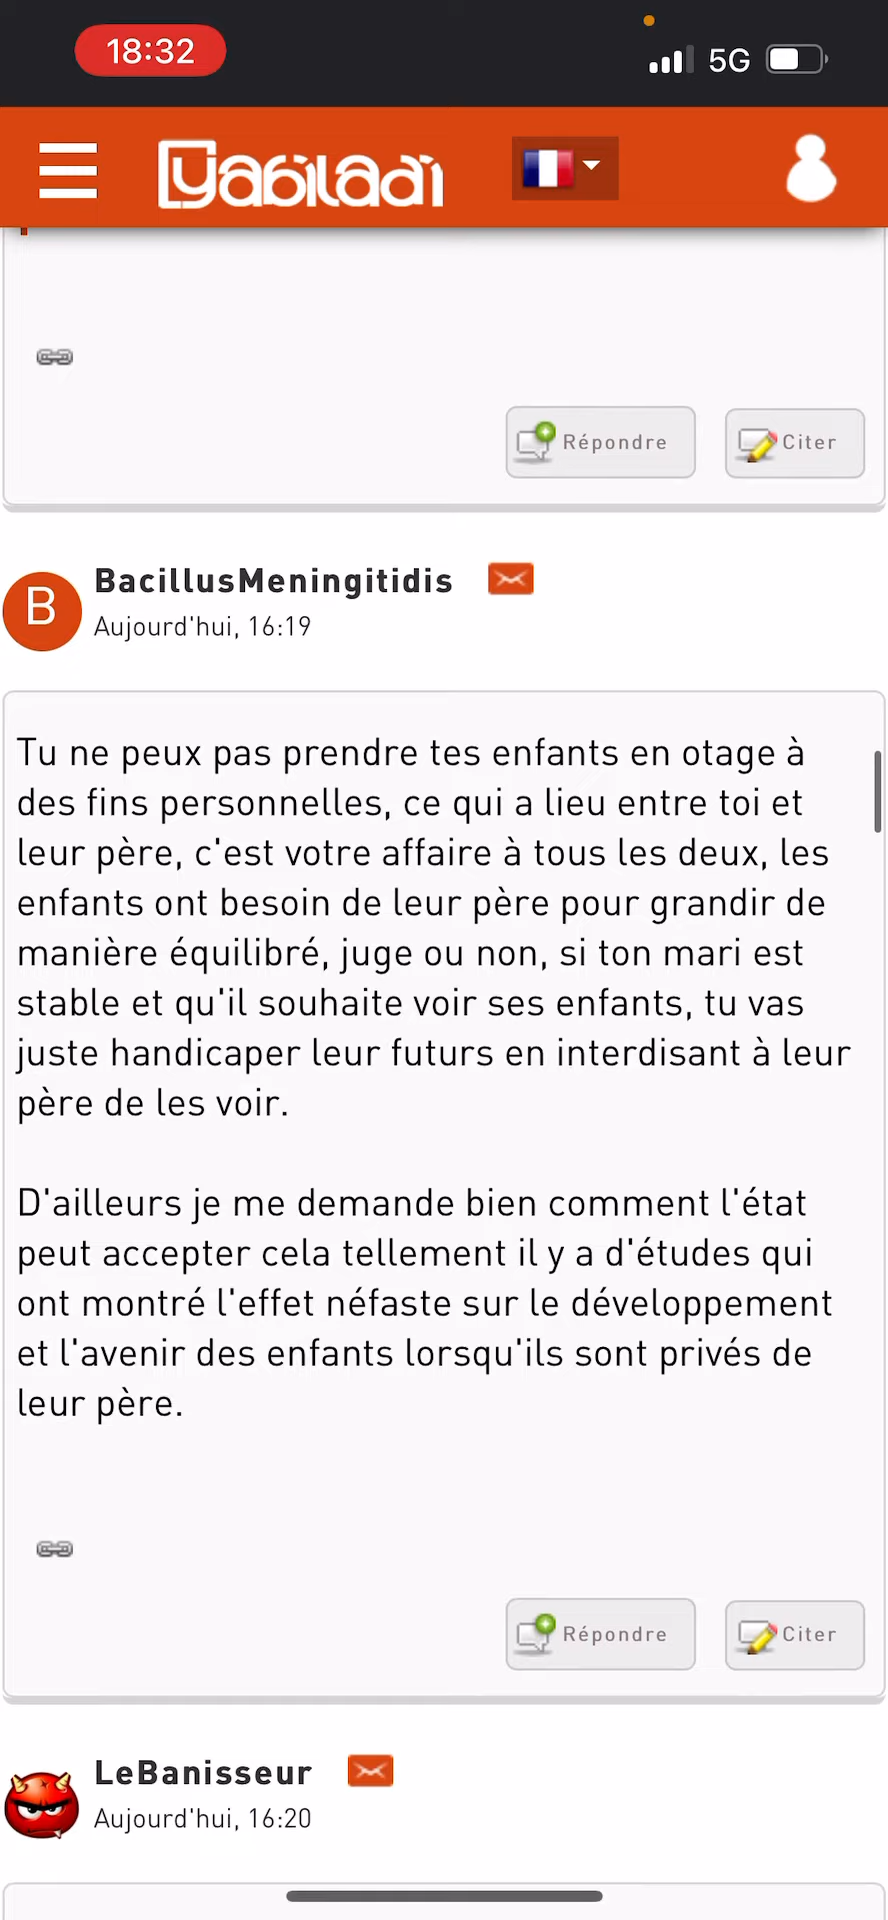 18:32
5G
Yabiladi
Répondre
Citer
B
BacillusMeningitidis
Aujourd'hui, 16:19
Tu ne peux pas prendre tes enfants en otage à
des fins personnelles, ce qui a lieu entre toi et
leur père, c'est votre affaire à tous les deux, les
enfants ont besoin de leur père pour grandir de
manière équilibré, juge ou non, si ton mari est
stable et qu'il souhaite voir ses enfants, tu vas
juste handicaper leur futurs en interdisant à leur
père de les voir.
D'ailleurs je me demande bien comment l'état
peut accepter cela tellement il y a d'études qui
ont montré l'effet néfaste sur le développement
et l'avenir des enfants lorsqu'ils sont privés de
leur père.
Répondre
Citer
LeBanisseur
Aujourd'hui, 16:20